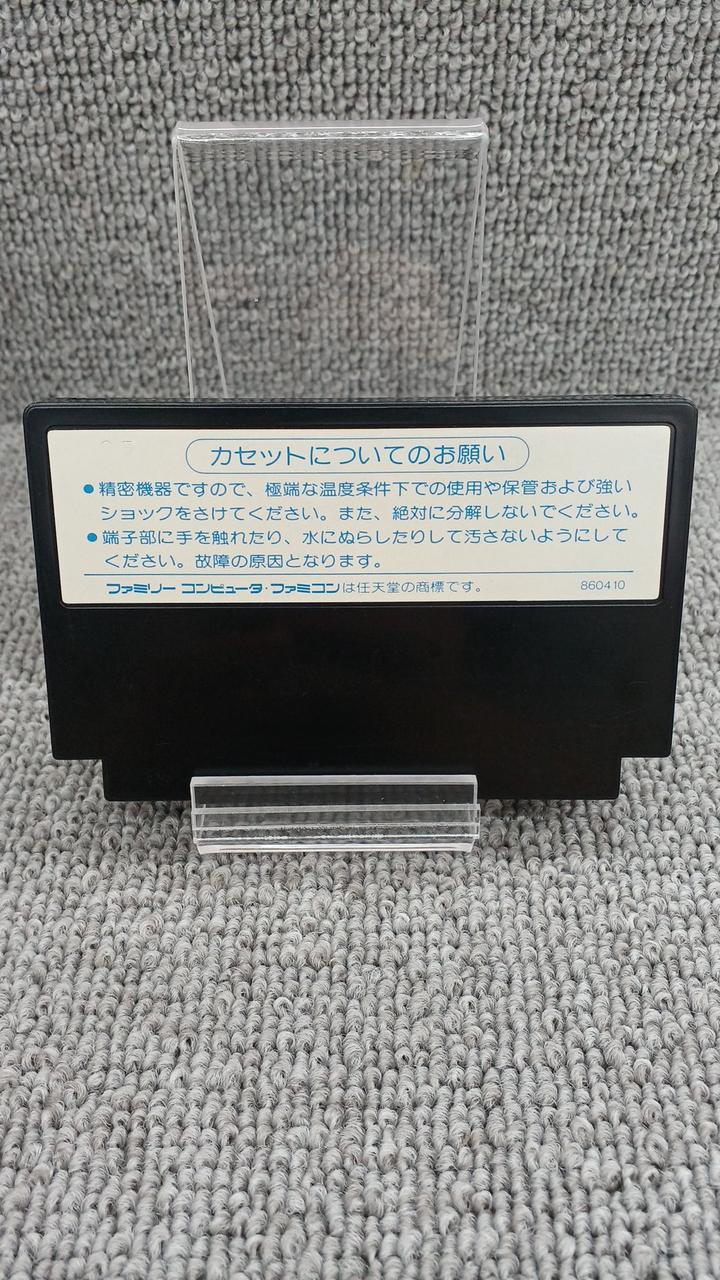 カセットについてのお願い
●精密機器ですので、極端な温度条件下での使用や保管および強い
ショックをさけてください。また、絶対に分解しないでください。
●端子部に手を触れたり、水にぬらしたりして汚さないようにして
ください。故障の原因となります。
ファミリー コンピュータ・ファミコンは任天堂の商標です。 860410